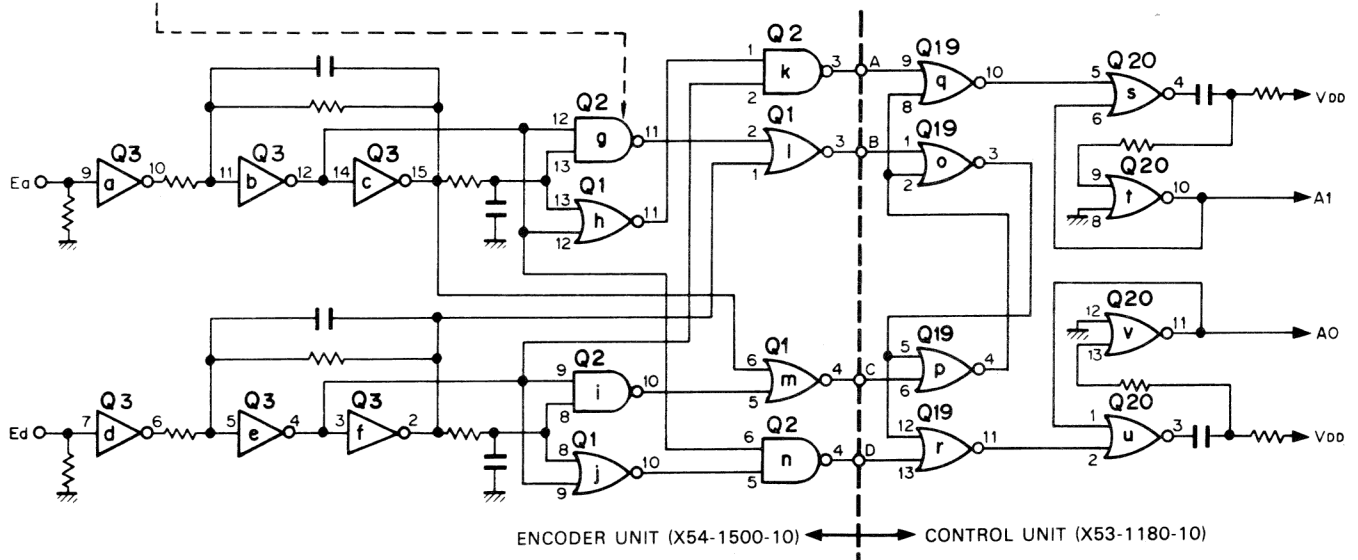 Q2
1 k 3 A
2
Q19
9 q 10
8
Q20
5 s 4
6
VDD
Q2
12 g 11
13
Q1
2 l 3 B
1
Q19
1 o 3
2
Q3 Q3 Q3
Ea 9 a 10 11 b 12 14 c 15
Q1
13 h 11
12
Q20
9 t 10
8
A1
Q20
12 v 11
13
A0
Q2
9 i 10
8
Q1
6 m 4 C
5
Q19
5 p 4
6
Q3 Q3 Q3
Ed 7 d 6 5 e 4 3 f 2
Q1
8 j 10
9
Q2
6 n 4 D
5
Q19
12 r 11
13
Q20
1 u 3
2
VDD
ENCODER UNIT (X54-1500-10) CONTROL UNIT (X53-1180-10)